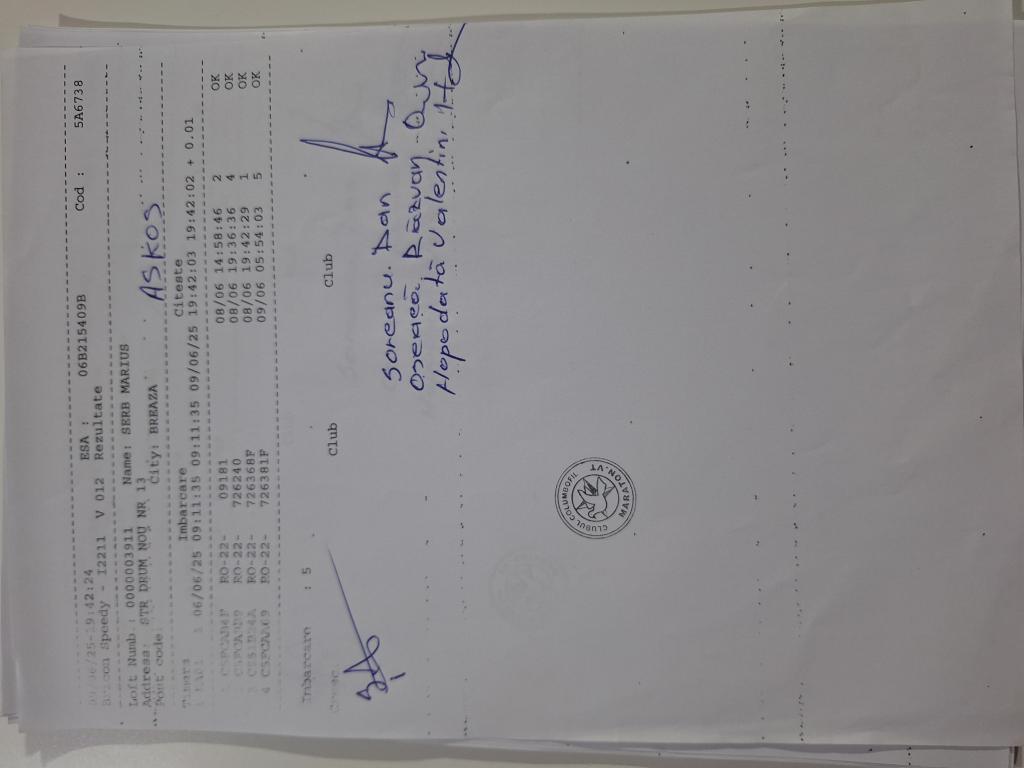 /25-19:42:24 ESA : 06B215409B Cod : 5A6738
Bricon Speedy - I2211 V 012 Rezultate
Loft Numb.: 0000003911 Name: SERB MARIUS
Address: STR DRUM NOU NR 13
Post code City: BREAZA ASKOS
Timers Imbarcare Citeste
06/06/25 09:11:35 09:11:35 09/06/25 19:42:03 19:42:02 + 0.01
RO-22- 09181 08/06 14:58:46 2 OK
RO-22- 726240 08/06 19:36:36 4 OK
RO-22- 726368F 08/06 19:42:29 1 OK
4 RO-22- 726381F 09/06 05:54:03 5 OK
Imbarcare : 5
Club Club
Soreanu Dan
Răzvan
Hopodată Valentin
CLUBUL COLUMBOFIL
MARATON.VT